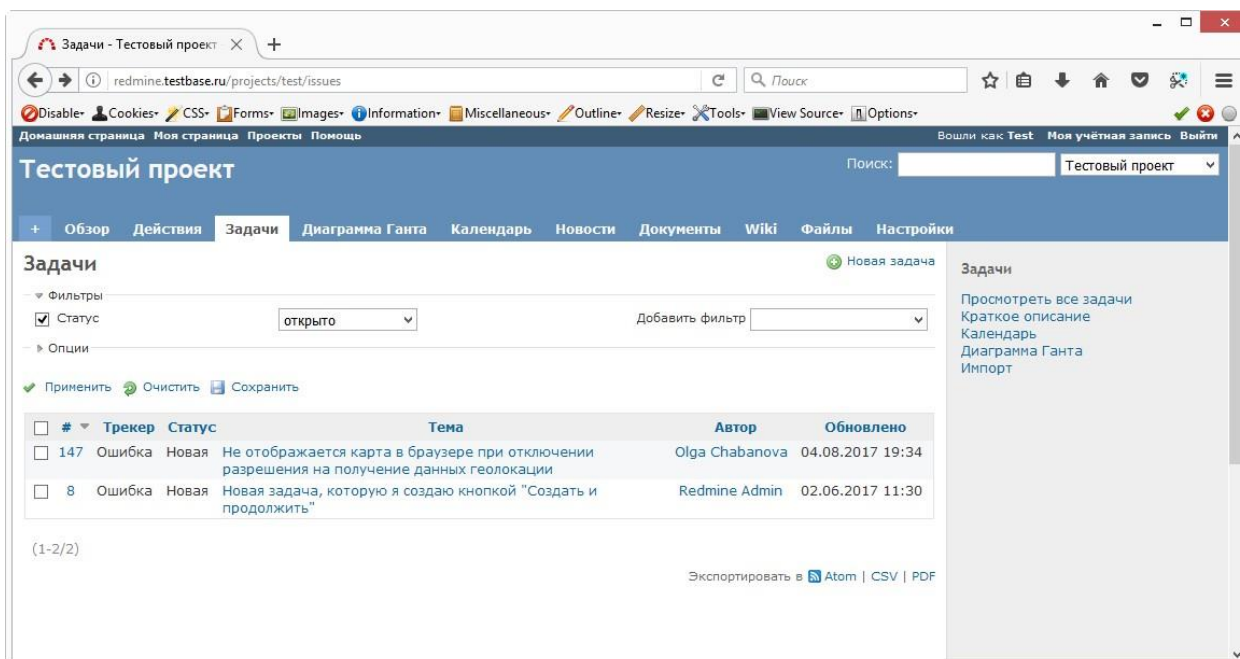 Задачи - Тестовый проект
redmine.testbase.ru/projects/test/issues
Поиск
Disable Cookies CSS Forms Images Information Miscellaneous Outline Resize Tools View Source Options
Домашняя страница Моя страница Проекты Помощь
Вошли как Test Моя учётная запись Выйти
Тестовый проект
Поиск:
Тестовый проект
+ Обзор Действия Задачи Диаграмма Ганта Календарь Новости Документы Wiki Файлы Настройки
Задачи
Новая задача
Фильтры
Статус
открыто
Добавить фильтр
Опции
Применить Очистить Сохранить
# Трекер Статус Тема Автор Обновлено
147 Ошибка Новая Не отображается карта в браузере при отключении
разрешения на получение данных геолокации
Olga Chabanova 04.08.2017 19:34
8 Ошибка Новая Новая задача, которую я создаю кнопкой "Создать и
продолжить"
Redmine Admin 02.06.2017 11:30
(1-2/2)
Экспортировать в Atom | CSV | PDF
Задачи
Просмотреть все задачи
Краткое описание
Календарь
Диаграмма Ганта
Импорт